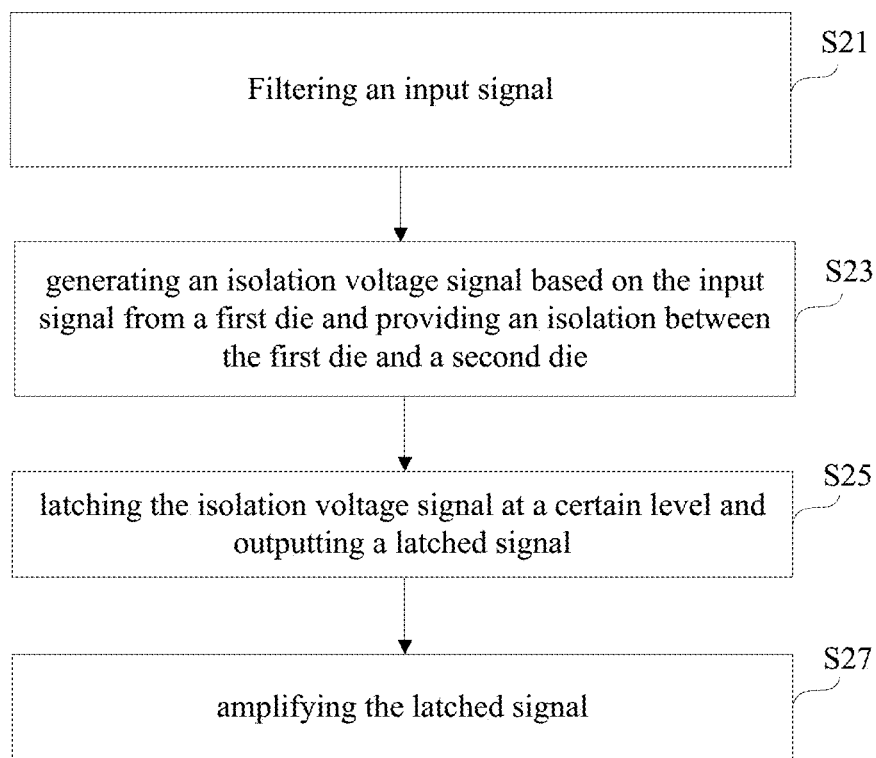 S21
Filtering an input signal
S23
generating an isolation voltage signal based on the input
signal from a first die and providing an isolation between
the first die and a second die
S25
latching the isolation voltage signal at a certain level and
outputting a latched signal
S27
amplifying the latched signal